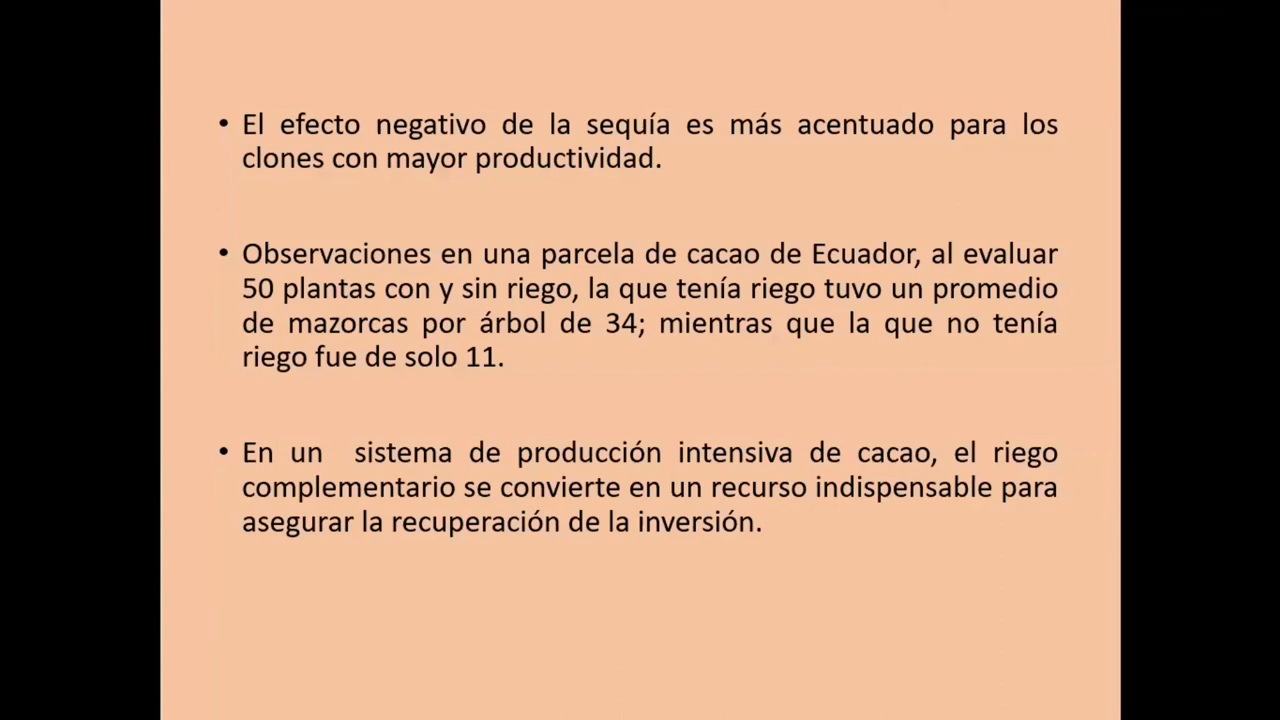 • El efecto negativo de la sequía es más acentuado para los
clones con mayor productividad.
• Observaciones en una parcela de cacao de Ecuador, al evaluar
50 plantas con y sin riego, la que tenía riego tuvo un promedio
de mazorcas por árbol de 34; mientras que la que no tenía
riego fue de solo 11.
• En un  sistema de producción intensiva de cacao, el riego
complementario se convierte en un recurso indispensable para
asegurar la recuperación de la inversión.